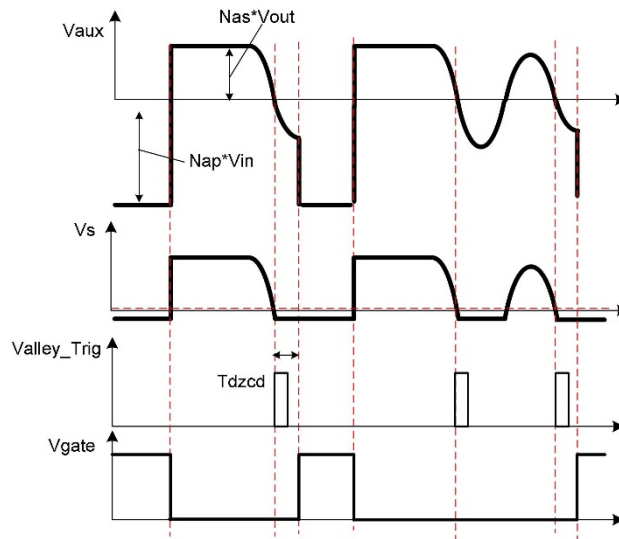 Nas*Vout
Vaux
Nap*Vin
Vs
Valley_Trig
Tdzcd
Vgate